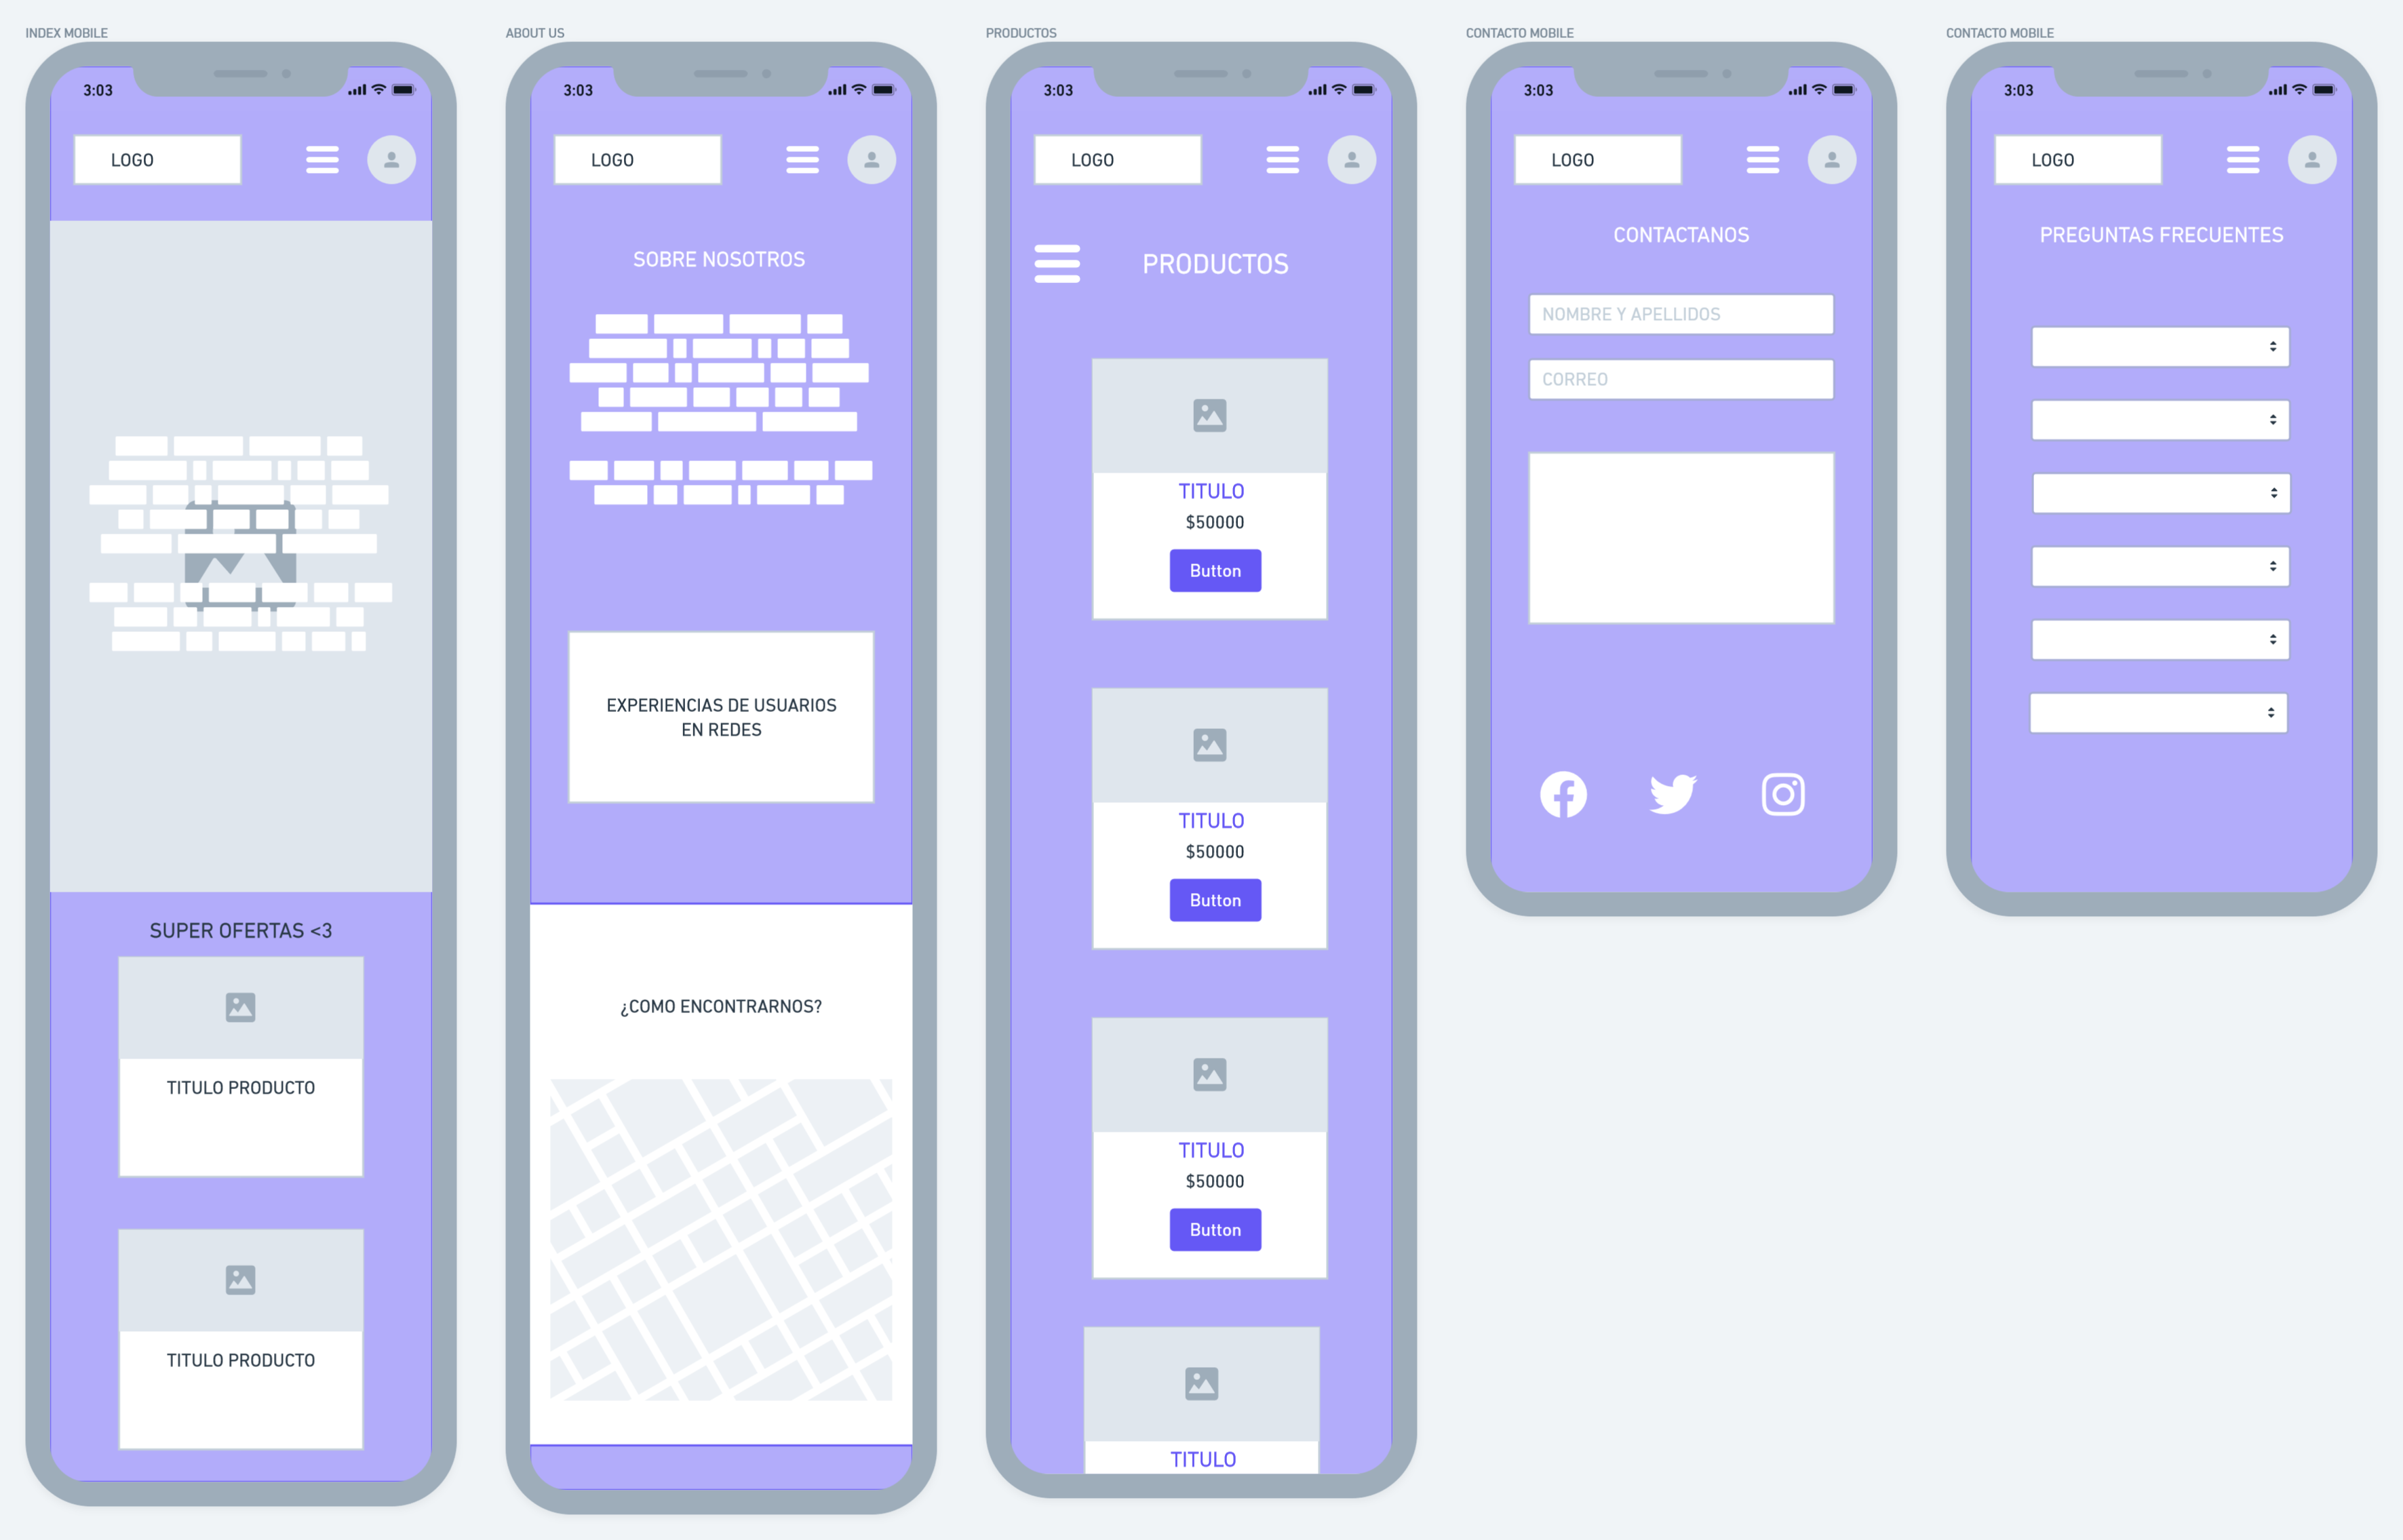 INDEX MOBILE
3:03
LOGO
SUPER OFERTAS <3
TITULO PRODUCTO
TITULO PRODUCTO
ABOUT US
3:03
LOGO
SOBRE NOSOTROS
EXPERIENCIAS DE USUARIOS
EN REDES
¿COMO ENCONTRARNOS?
PRODUCTOS
3:03
LOGO
PRODUCTOS
TITULO
$50000
Button
TITULO
$50000
Button
TITULO
$50000
Button
TITULO
CONTACTO MOBILE
3:03
LOGO
CONTACTANOS
NOMBRE Y APELLIDOS
CORREO
CONTACTO MOBILE
3:03
LOGO
PREGUNTAS FRECUENTES